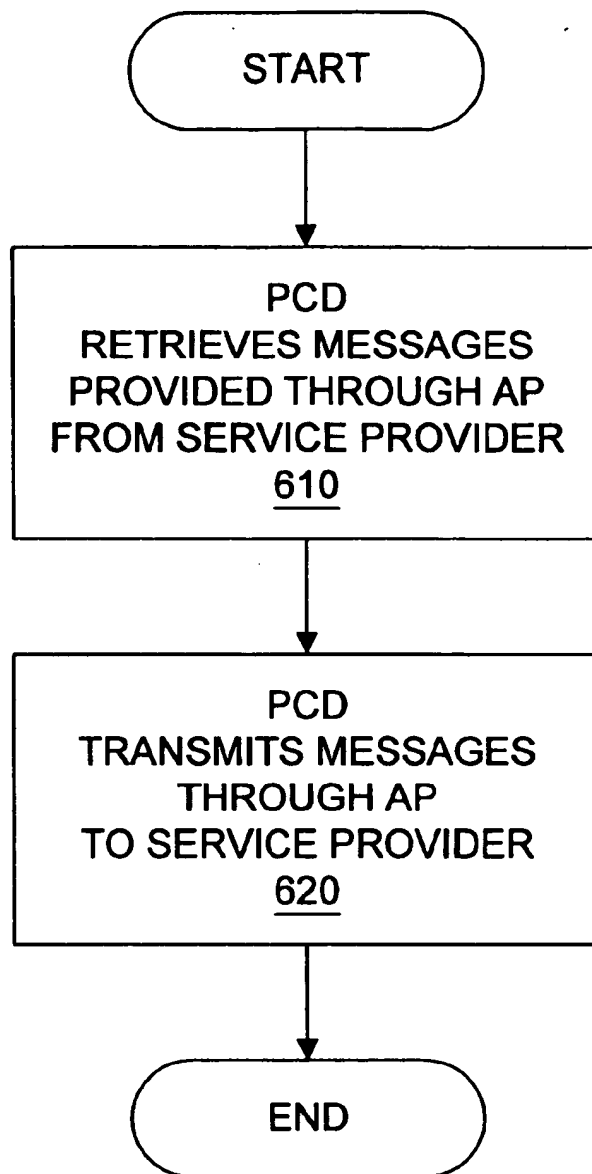 START
PCD
RETRIEVES MESSAGES
PROVIDED THROUGH AP
FROM SERVICE PROVIDER
610
PCD
TRANSMITS MESSAGES
THROUGH AP
TO SERVICE PROVIDER
620
END